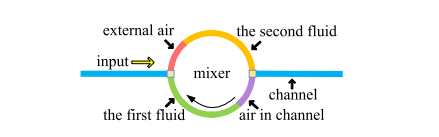 external air
the second fluid
input
mixer
channel
the first fluid
air in channel